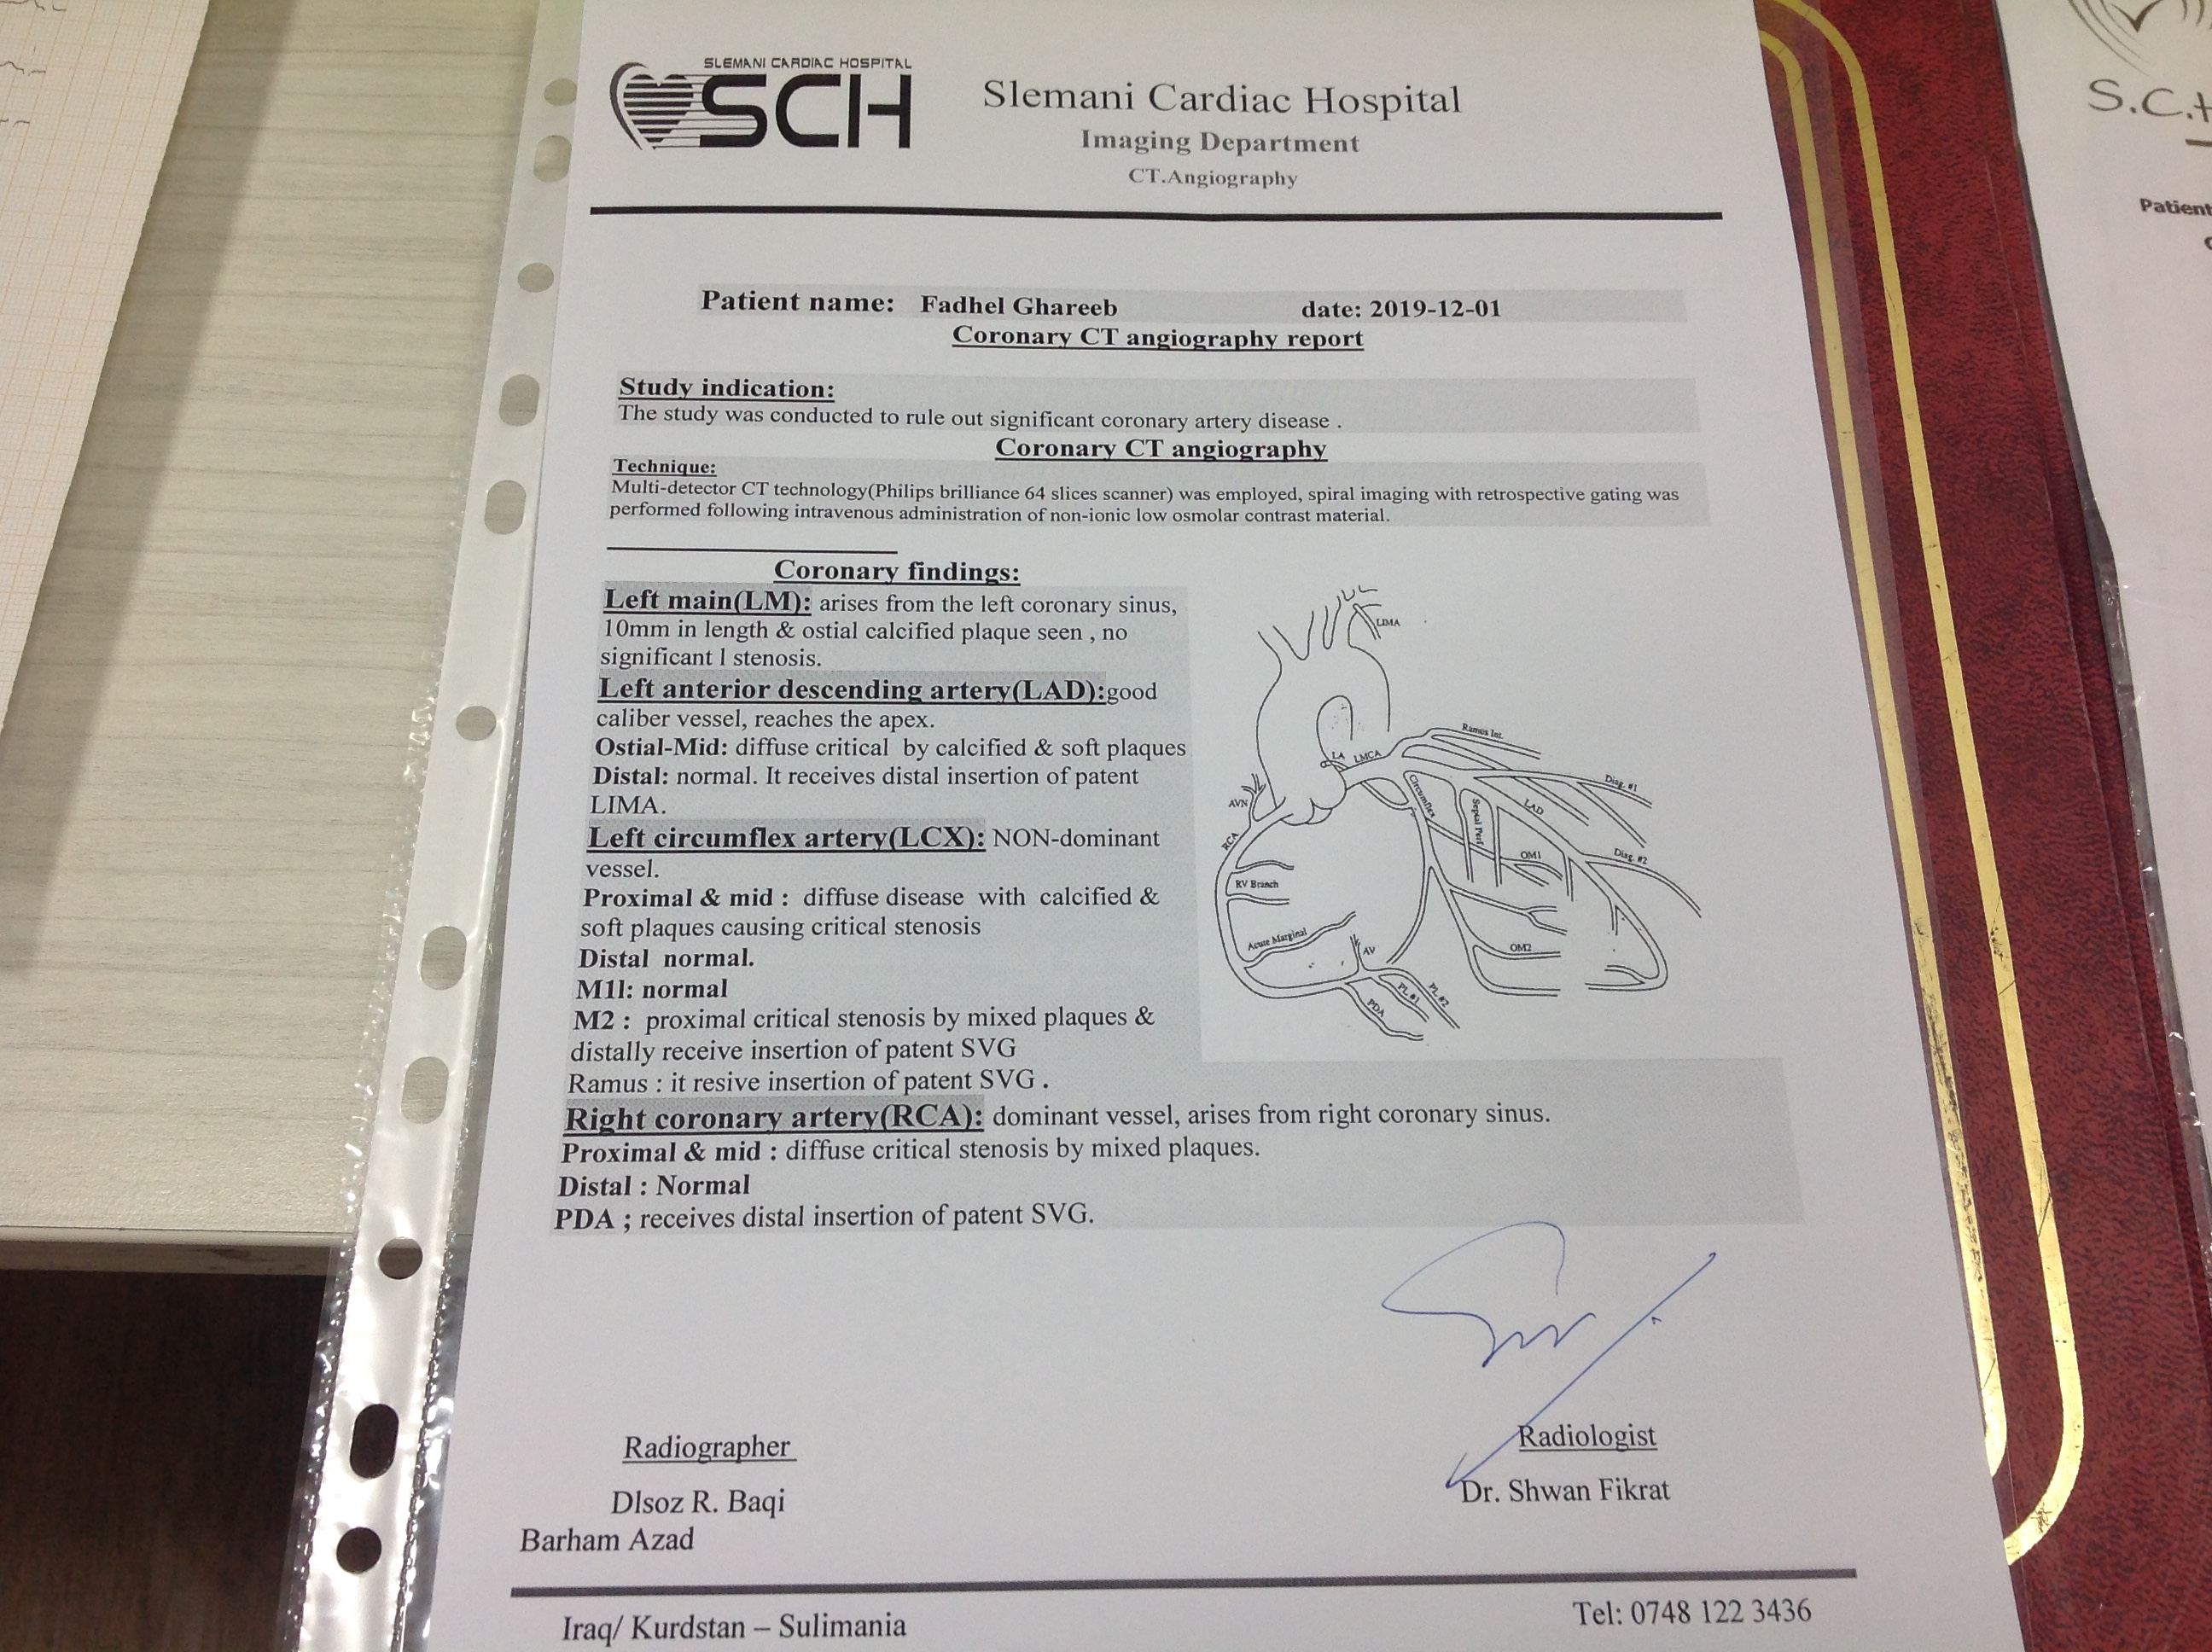 SLEMANI CARDIAC HOSPITAL
SCH
Slemani Cardiac Hospital
Imaging Department
CT.Angiography
Patient name: Fadhel Ghareeb date: 2019-12-01
Coronary CT angiography report
Study indication:
The study was conducted to rule out significant coronary artery disease .
Coronary CT angiography
Technique:
Multi-detector CT technology(Philips brilliance 64 slices scanner) was employed, spiral imaging with retrospective gating was
performed following intravenous administration of non-ionic low osmolar contrast material.
Coronary findings:
Left main(LM): arises from the left coronary sinus,
10mm in length & ostial calcified plaque seen , no
significant l stenosis.
Left anterior descending artery(LAD):good
caliber vessel, reaches the apex.
Ostial-Mid: diffuse critical by calcified & soft plaques
Distal: normal. It receives distal insertion of patent
LIMA.
Left circumflex artery(LCX): NON-dominant
vessel.
Proximal & mid : diffuse disease with calcified &
soft plaques causing critical stenosis
Distal normal.
M1l: normal
M2 : proximal critical stenosis by mixed plaques &
distally receive insertion of patent SVG
Ramus : it resive insertion of patent SVG .
Right coronary artery(RCA): dominant vessel, arises from right coronary sinus.
Proximal & mid : diffuse critical stenosis by mixed plaques.
Distal : Normal
PDA ; receives distal insertion of patent SVG.
LIMA
Ramus Int.
LA LMCA
Diag. #1
AVN
Circumflex
Septal Perf.
LAD
RCA
OM1
Diag. #2
RV Branch
Acute Marginal
AV
OM2
PL #1
PL #2
PDA
Radiographer
Dlsoz R. Baqi
Barham Azad
Radiologist
Dr. Shwan Fikrat
Iraq/ Kurdstan – Sulimania
Tel: 0748 122 3436
Patient